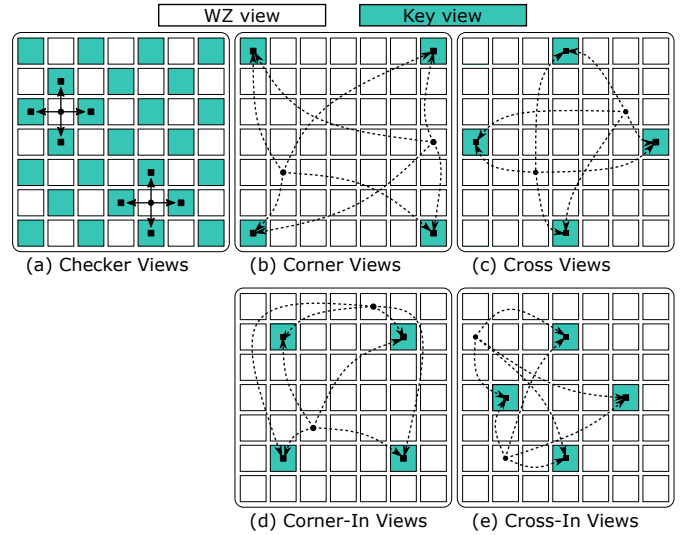 WZ view
Key view
(a) Checker Views
(b) Corner Views
(c) Cross Views
(d) Corner-In Views
(e) Cross-In Views